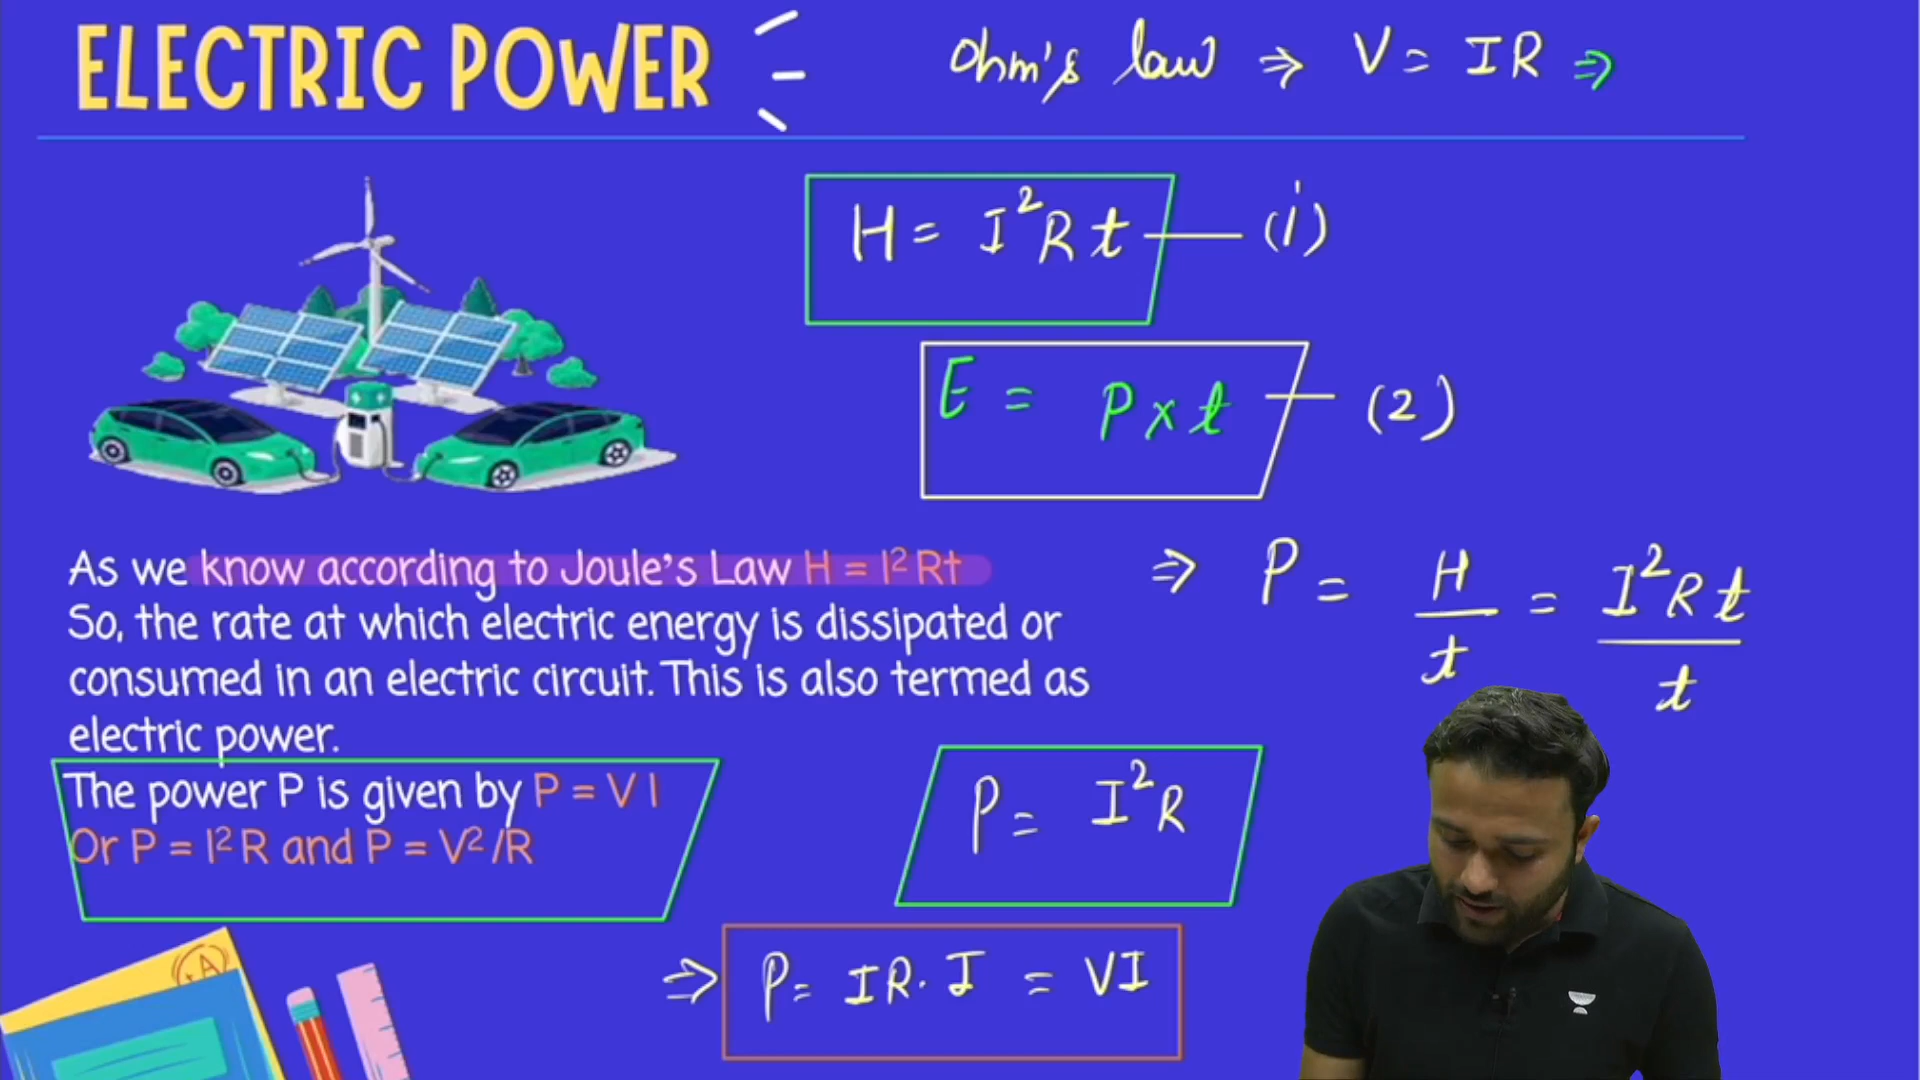 ELECTRIC POWER
Ohm's law ⇒ V = IR ⇒
H = I²Rt — (i)
E = P x t — (2)
As we know according to Joule's Law H = I² Rt
So, the rate at which electric energy is dissipated or
consumed in an electric circuit. This is also termed as
electric power.
The power P is given by P = V I
Or P = I² R and P = V² /R
⇒ P = H/t = I²Rt/t
P = I²R
⇒ P = IR. I = VI
A+